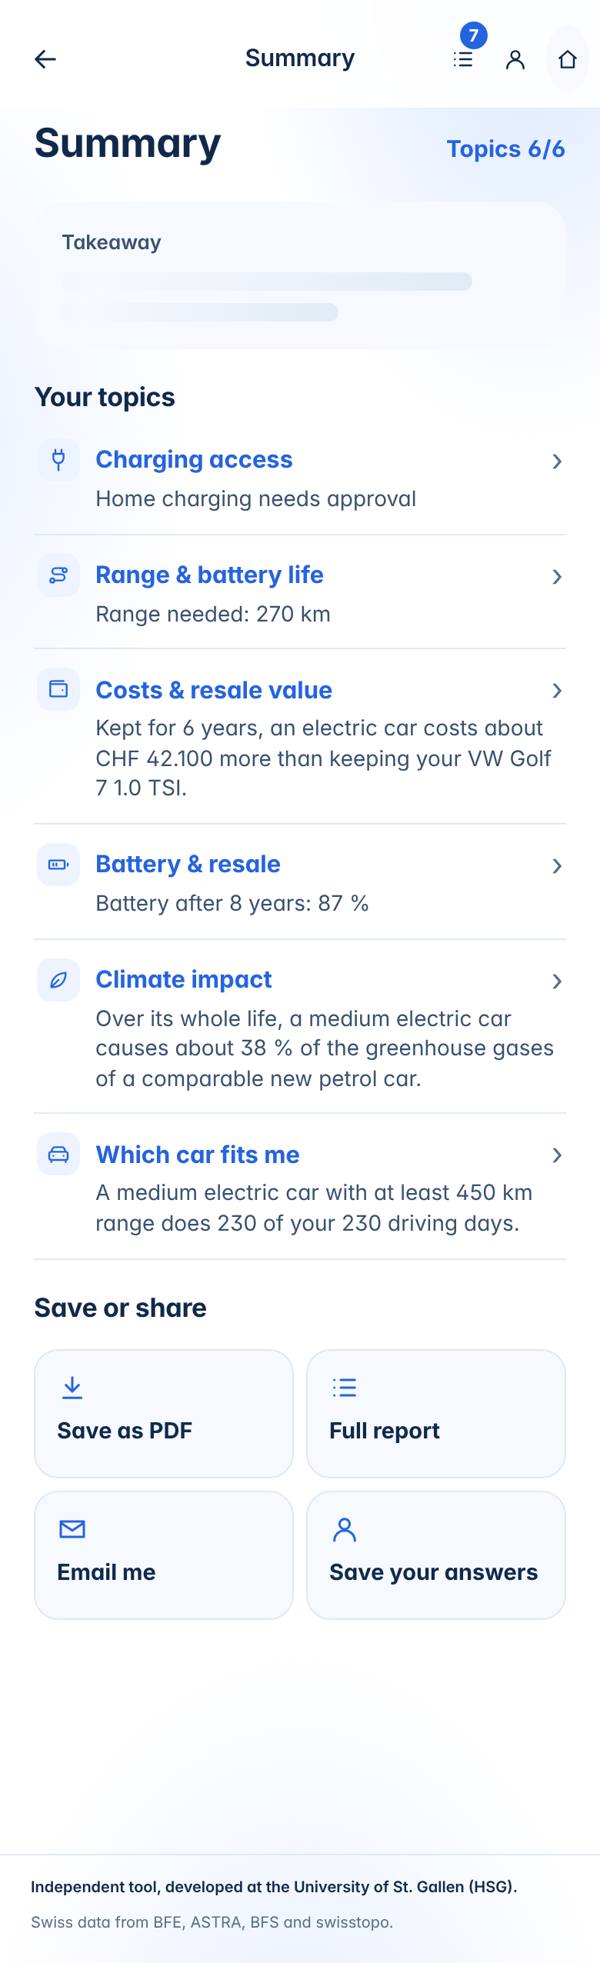 7
Summary
Summary
Topics 6/6
Takeaway
Your topics
Charging access
Home charging needs approval
Range & battery life
Range needed: 270 km
Costs & resale value
Kept for 6 years, an electric car costs about
CHF 42.100 more than keeping your VW Golf
7 1.0 TSI.
Battery & resale
Battery after 8 years: 87 %
Climate impact
Over its whole life, a medium electric car
causes about 38 % of the greenhouse gases
of a comparable new petrol car.
Which car fits me
A medium electric car with at least 450 km
range does 230 of your 230 driving days.
Save or share
Save as PDF
Full report
Email me
Save your answers
Independent tool, developed at the University of St. Gallen (HSG).
Swiss data from BFE, ASTRA, BFS and swisstopo.